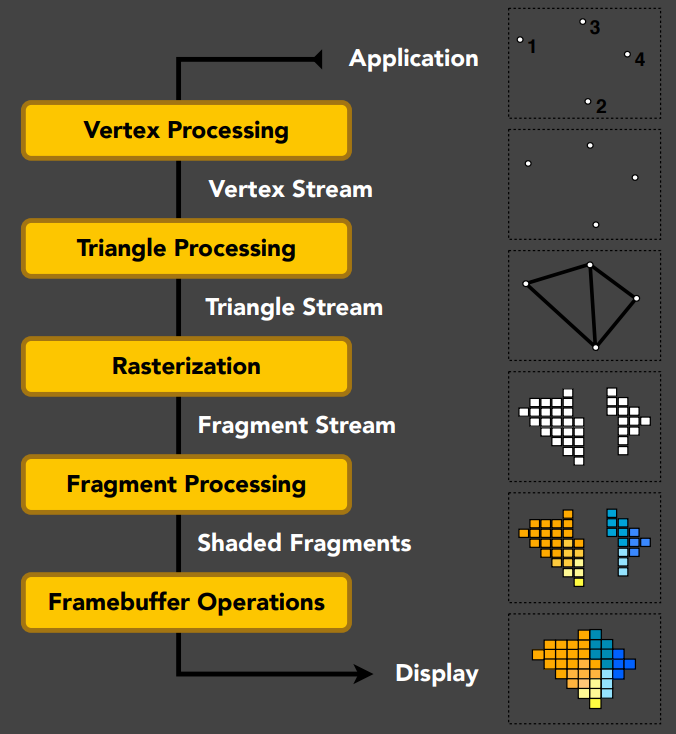 Application
3
1
4
2
Vertex Processing
Vertex Stream
Triangle Processing
Triangle Stream
Rasterization
Fragment Stream
Fragment Processing
Shaded Fragments
Framebuffer Operations
Display